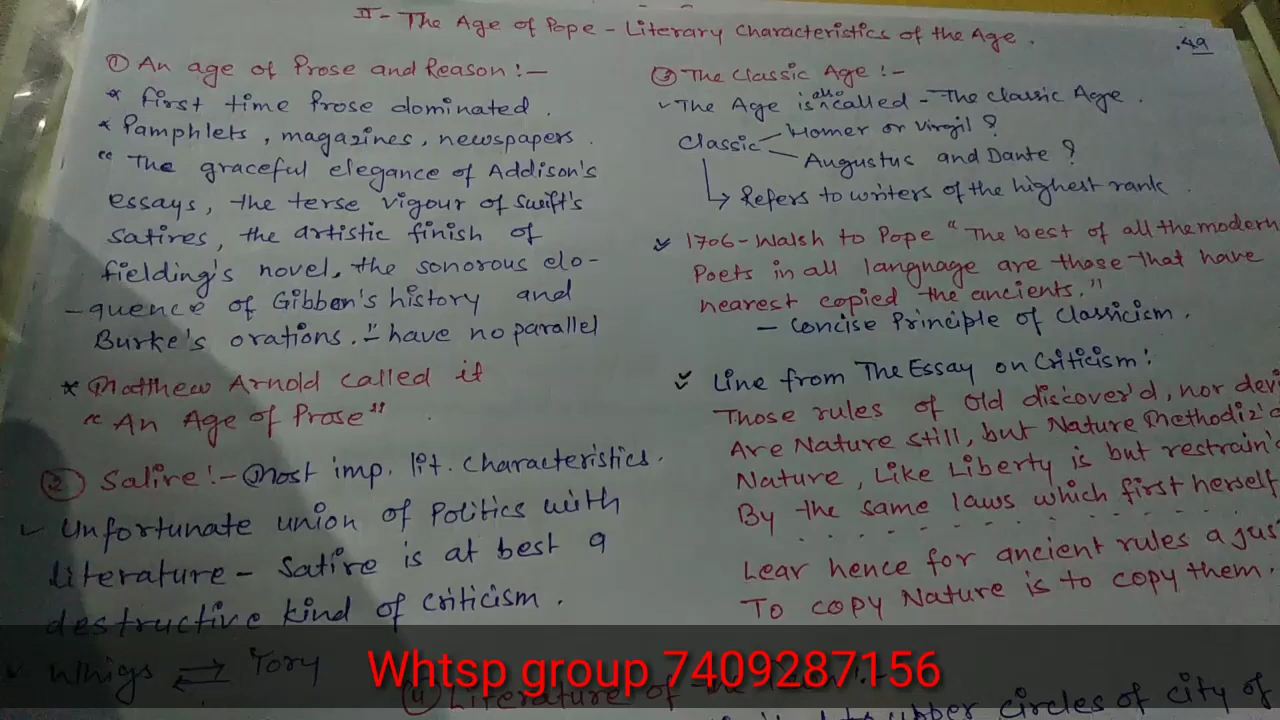 II - The Age of Pope - Literary Characteristics of the Age.
.49
① An age of Prose and Reason :-
* first time Prose dominated.
* Pamphlets, magazines, newspapers.
" The graceful elegance of Addison's
essays, the terse vigour of Swift's
satires, the artistic finish of
fielding's novel, the sonorous elo-
-quence of Gibben's history and
Burke's orations. "- have no parallel
* Matthew Arnold called it
" An Age of Prose"
② Satire :- Most imp. lit. characteristics.
✓ Unfortunate union of Politics with
literature - Satire is at best a
destructive kind of criticism.
✓ Whigs ⇄ Tory
③ The Classic Age :-
✓ The Age is also called - The Classic Age.
Classic Homer or Virgil ?
Augustus and Dante ?
↳ Refers to writers of the highest rank
1706 - Walsh to Pope "The best of all the modern
Poets in all langnage are those that have
nearest copied the ancients."
- Concise Principle of Classicism.
Line from The Essay on Criticism :
Those rules of old discover'd, nor devi
Are Nature still, but Nature Methodiz'd
Nature, Like Liberty is but restrain'
By the same laws which first herself
Lear hence for ancient rules a jus
To copy Nature is to copy them.
④ Literature of the
upper circles of city of
Whtsp group 7409287156